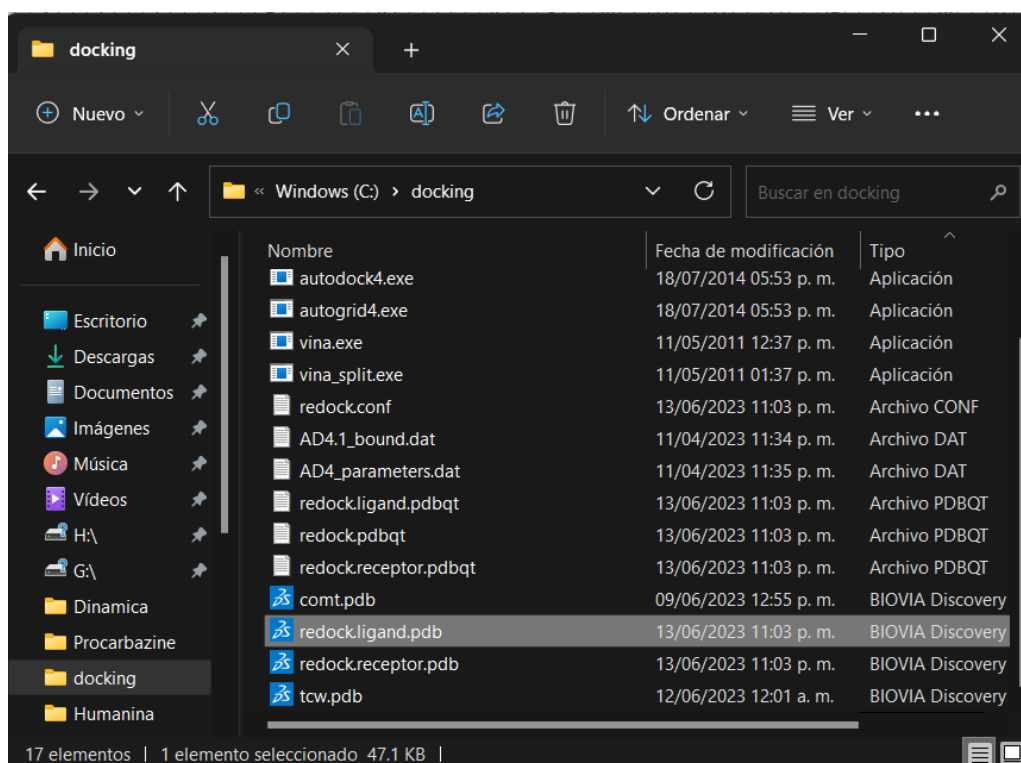 docking
Nuevo
Ordenar
Ver
« Windows (C:) › docking
Buscar en docking
Inicio
Escritorio
Descargas
Documentos
Imágenes
Música
Vídeos
H:\
G:\
Dinamica
Procarbazine
docking
Humanina
Nombre Fecha de modificación Tipo
autodock4.exe 18/07/2014 05:53 p. m. Aplicación
autogrid4.exe 18/07/2014 05:53 p. m. Aplicación
vina.exe 11/05/2011 12:37 p. m. Aplicación
vina_split.exe 11/05/2011 01:37 p. m. Aplicación
redock.conf 13/06/2023 11:03 p. m. Archivo CONF
AD4.1_bound.dat 11/04/2023 11:34 p. m. Archivo DAT
AD4_parameters.dat 11/04/2023 11:35 p. m. Archivo DAT
redock.ligand.pdbqt 13/06/2023 11:03 p. m. Archivo PDBQT
redock.pdbqt 13/06/2023 11:03 p. m. Archivo PDBQT
redock.receptor.pdbqt 13/06/2023 11:03 p. m. Archivo PDBQT
comt.pdb 09/06/2023 12:55 p. m. BIOVIA Discovery
redock.ligand.pdb 13/06/2023 11:03 p. m. BIOVIA Discovery
redock.receptor.pdb 13/06/2023 11:03 p. m. BIOVIA Discovery
tcw.pdb 12/06/2023 12:01 a. m. BIOVIA Discovery
17 elementos | 1 elemento seleccionado 47.1 KB |